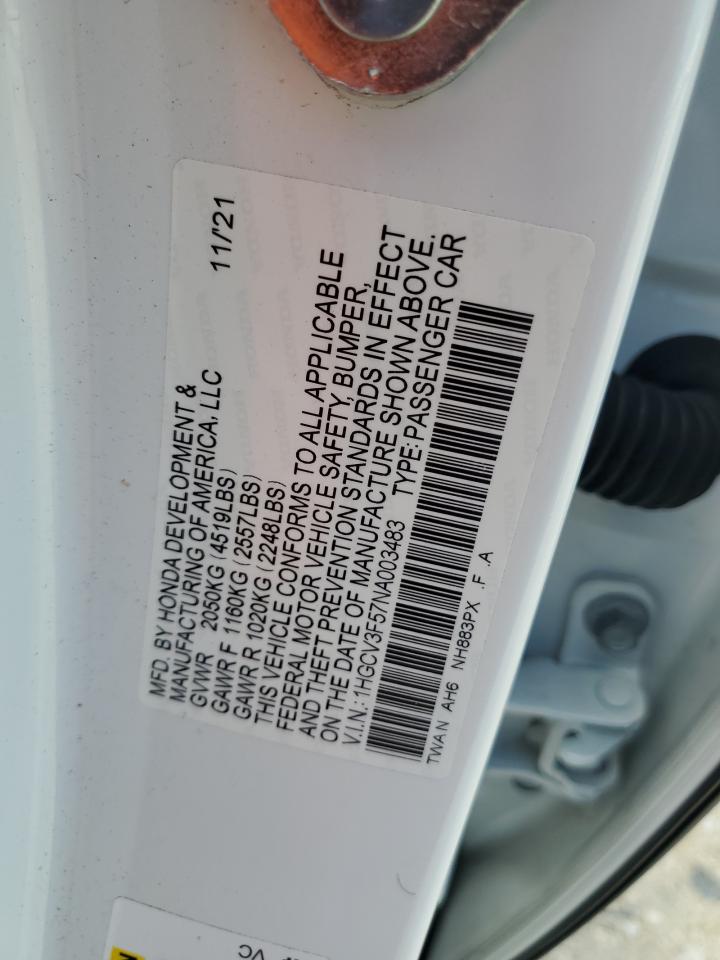 MFD. BY HONDA DEVELOPMENT &
MANUFACTURING OF AMERICA, LLC 11/'21
GVWR 2050KG (4519LBS)
GAWR F 1160KG (2557LBS)
GAWR R 1020KG (2248LBS)
THIS VEHICLE CONFORMS TO ALL APPLICABLE
FEDERAL MOTOR VEHICLE SAFETY, BUMPER,
AND THEFT PREVENTION STANDARDS IN EFFECT
ON THE DATE OF MANUFACTURE SHOWN ABOVE.
V.I.N.: 1HGCV3F57NA003483 TYPE: PASSENGER CAR
TWA N AH6 NH883PX .F .A
VC